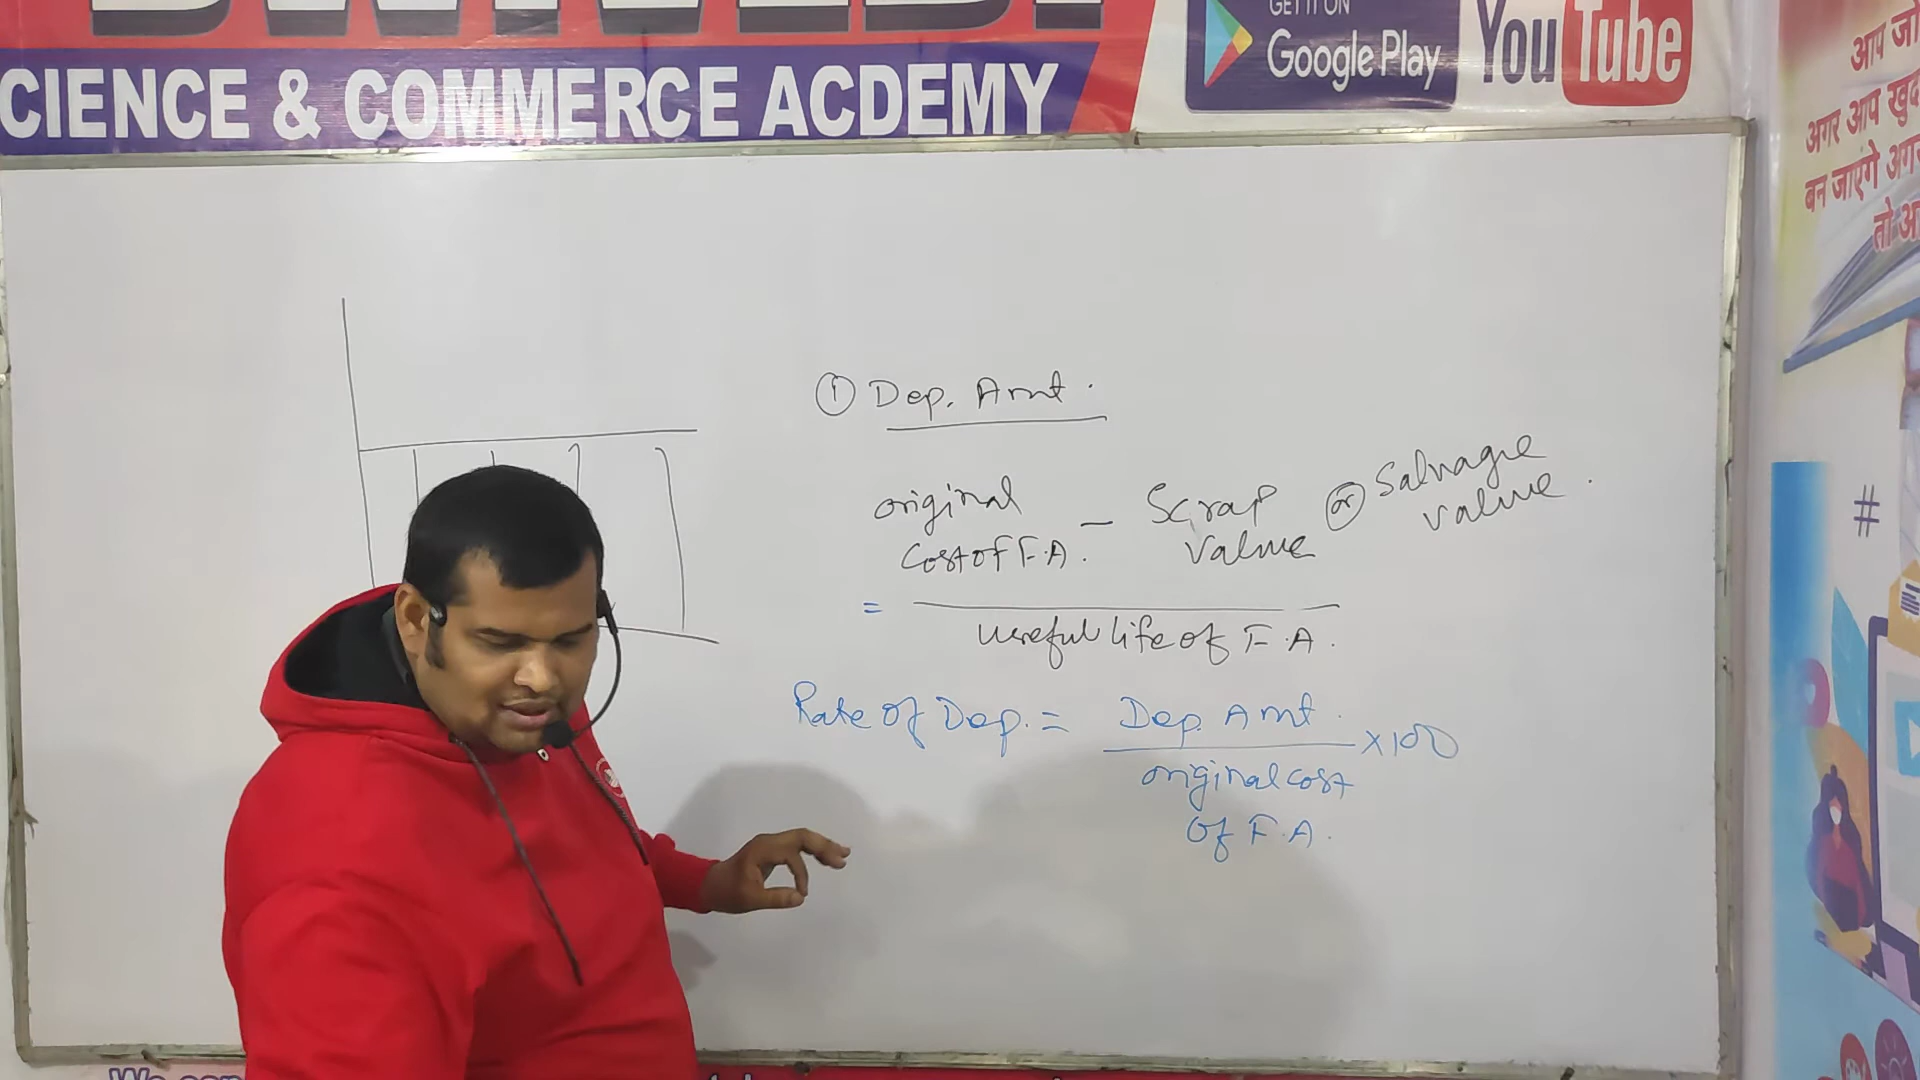 CIENCE & COMMERCE ACDEMY
GET IT ON
Google Play
YouTube
आप जो
अगर आप खुद
बन जाएंगे अगर
तो अ
#
① Dep. Amt.
original
cost of F.A. - Scrap value or Salvage value.
= useful life of F.A.
Rate of Dep. = Dep. Amt. ×100
original cost
of F.A.